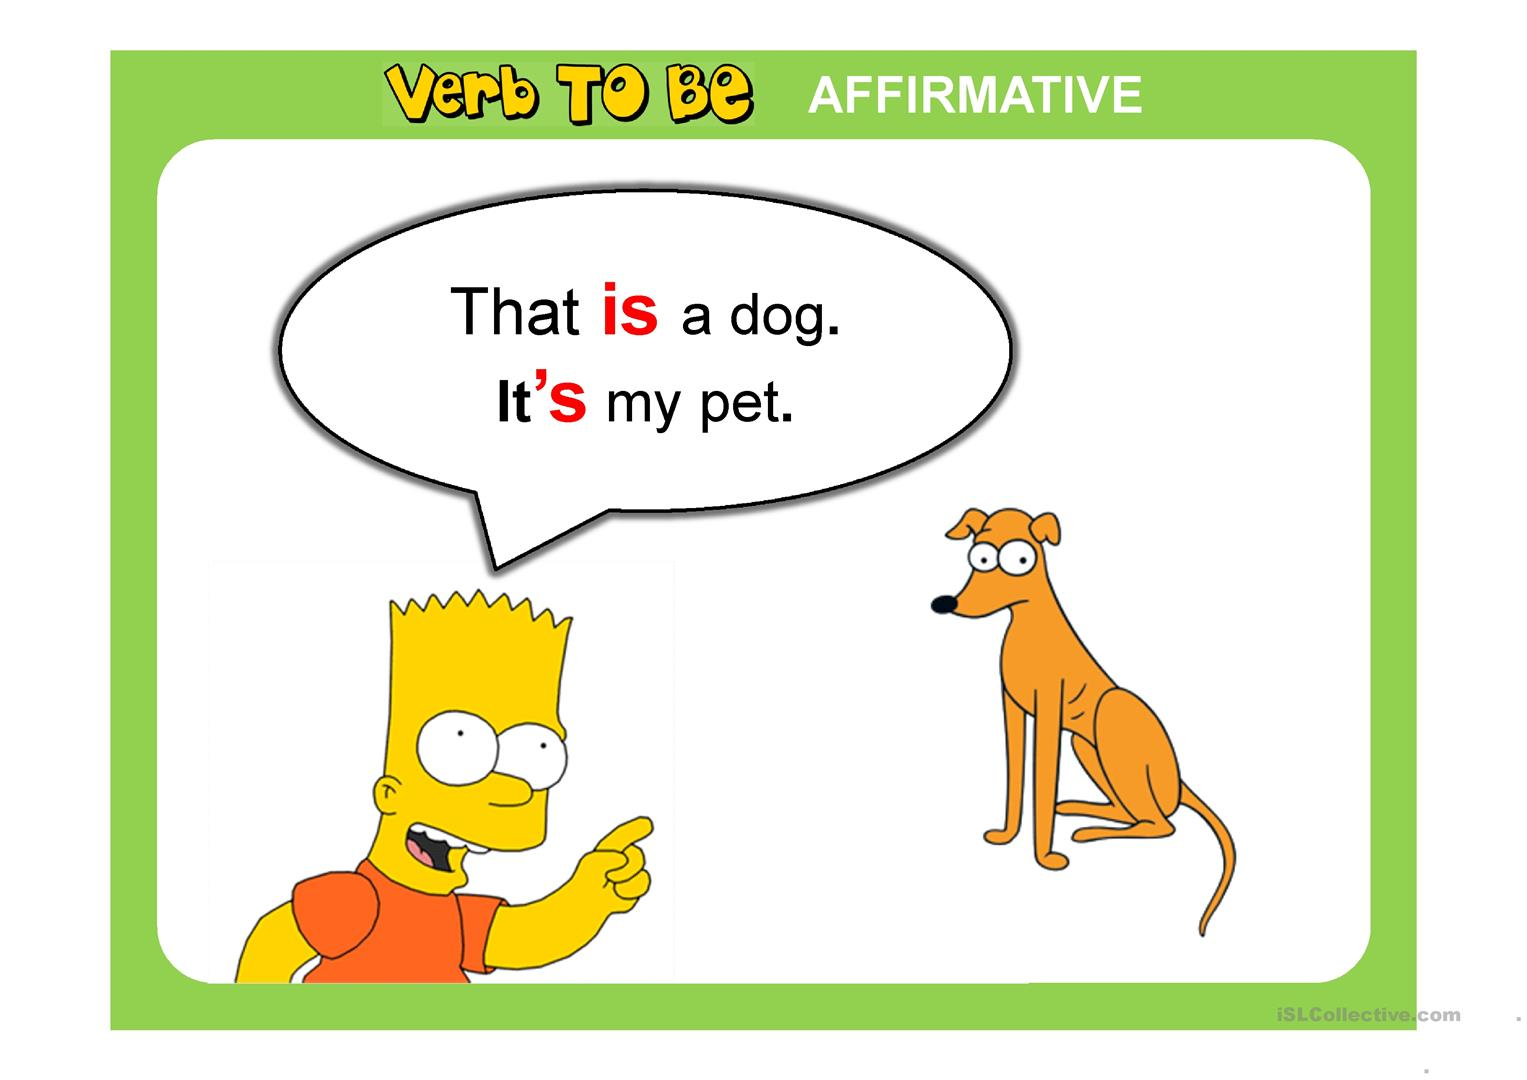 Verb TO BE AFFIRMATIVE
That is a dog.
It’s my pet.
iSLCollective.com